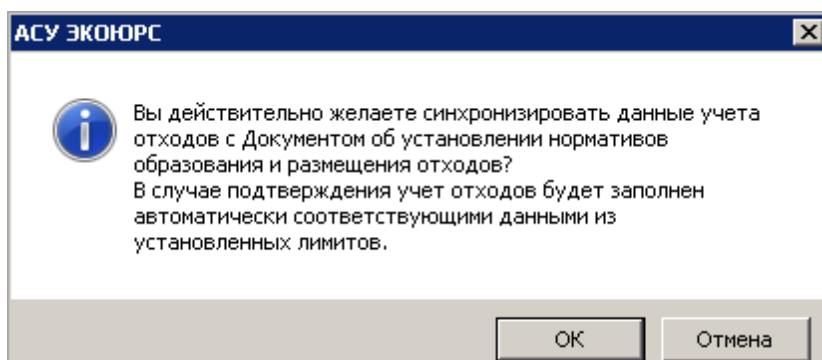 АСУ ЭКОЮРС
Вы действительно желаете синхронизировать данные учета
отходов с Документом об установлении нормативов
образования и размещения отходов?
В случае подтверждения учет отходов будет заполнен
автоматически соответствующими данными из
установленных лимитов.
ОК
Отмена